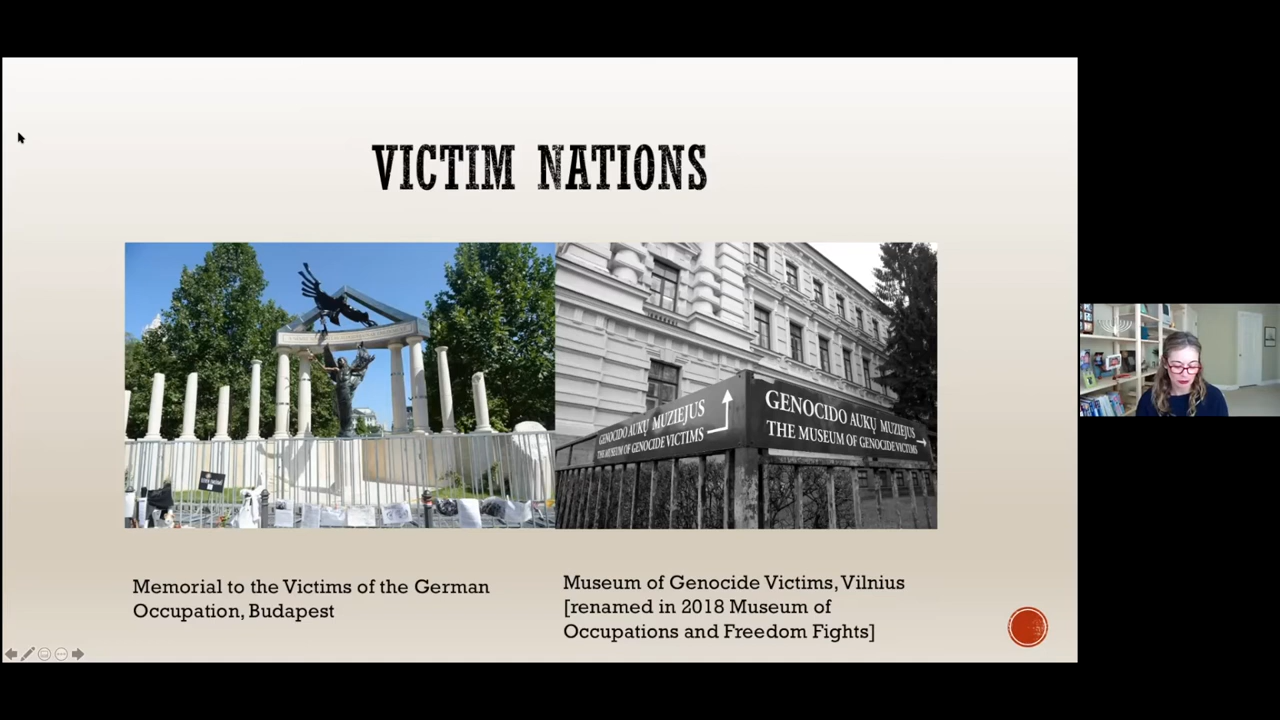 VICTIM NATIONS
GENOCIDO AUKŲ MUZIEJUS
THE MUSEUM OF GENOCIDE VICTIMS
GENOCIDO AUKŲ MUZIEJUS
THE MUSEUM OF GENOCIDE VICTIMS
Memorial to the Victims of the German
Occupation, Budapest
Museum of Genocide Victims, Vilnius
[renamed in 2018 Museum of
Occupations and Freedom Fights]